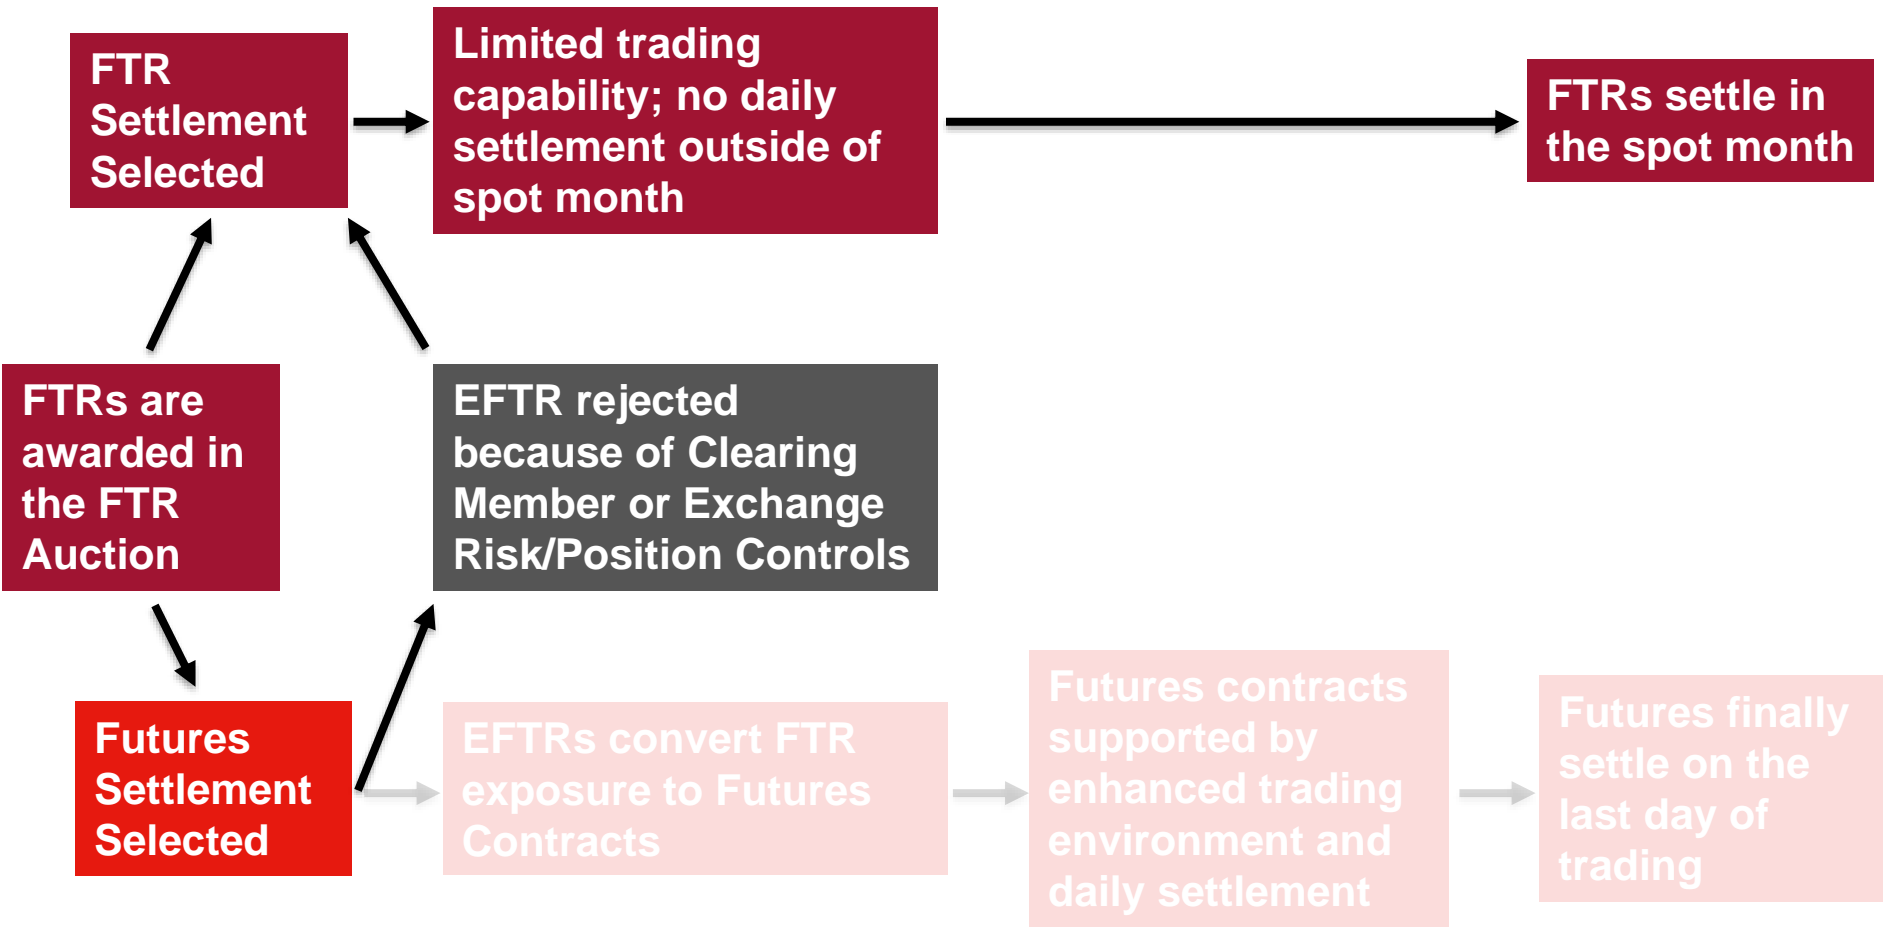 FTR
Settlement
Selected
Limited trading
capability; no daily
settlement outside of
spot month
FTRs settle in
the spot month
FTRs are
awarded in
the FTR
Auction
EFTR rejected
because of Clearing
Member or Exchange
Risk/Position Controls
Futures
Settlement
Selected
EFTRs convert FTR
exposure to Futures
Contracts
Futures contracts
supported by
enhanced trading
environment and
daily settlement
Futures finally
settle on the
last day of
trading